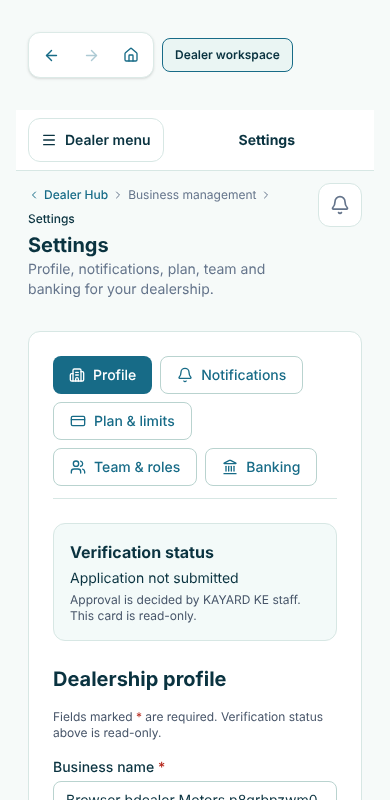 Dealer workspace
Dealer menu
Settings
Dealer Hub
Business management
Settings
Settings
Profile, notifications, plan, team and
banking for your dealership.
Profile
Notifications
Plan & limits
Team & roles
Banking
Verification status
Application not submitted
Approval is decided by KAYARD KE staff.
This card is read-only.
Dealership profile
Fields marked * are required. Verification status
above is read-only.
Business name *